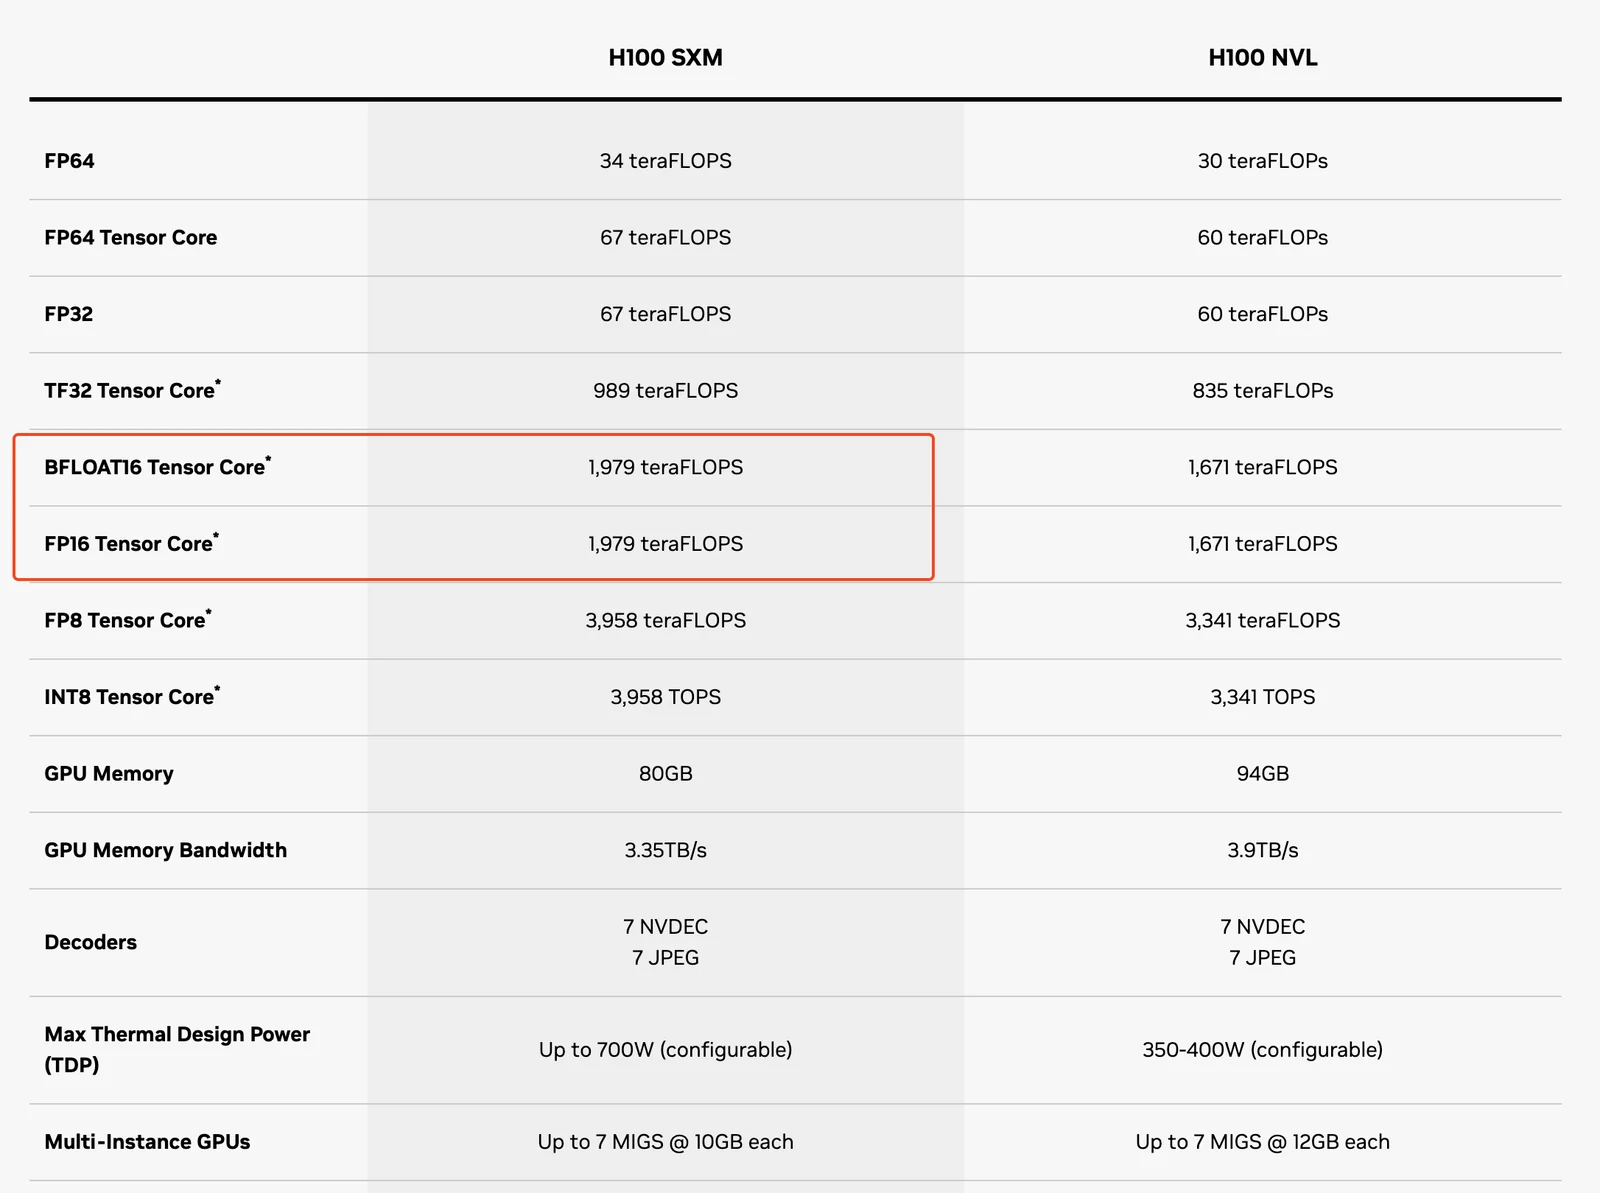 H100 SXM H100 NVL
FP64 34 teraFLOPS 30 teraFLOPs
FP64 Tensor Core 67 teraFLOPS 60 teraFLOPs
FP32 67 teraFLOPS 60 teraFLOPs
TF32 Tensor Core* 989 teraFLOPS 835 teraFLOPs
BFLOAT16 Tensor Core* 1,979 teraFLOPS 1,671 teraFLOPS
FP16 Tensor Core* 1,979 teraFLOPS 1,671 teraFLOPS
FP8 Tensor Core* 3,958 teraFLOPS 3,341 teraFLOPS
INT8 Tensor Core* 3,958 TOPS 3,341 TOPS
GPU Memory 80GB 94GB
GPU Memory Bandwidth 3.35TB/s 3.9TB/s
Decoders
7 NVDEC
7 JPEG
7 NVDEC
7 JPEG
Max Thermal Design Power
(TDP)
Up to 700W (configurable) 350-400W (configurable)
Multi-Instance GPUs Up to 7 MIGS @ 10GB each Up to 7 MIGS @ 12GB each